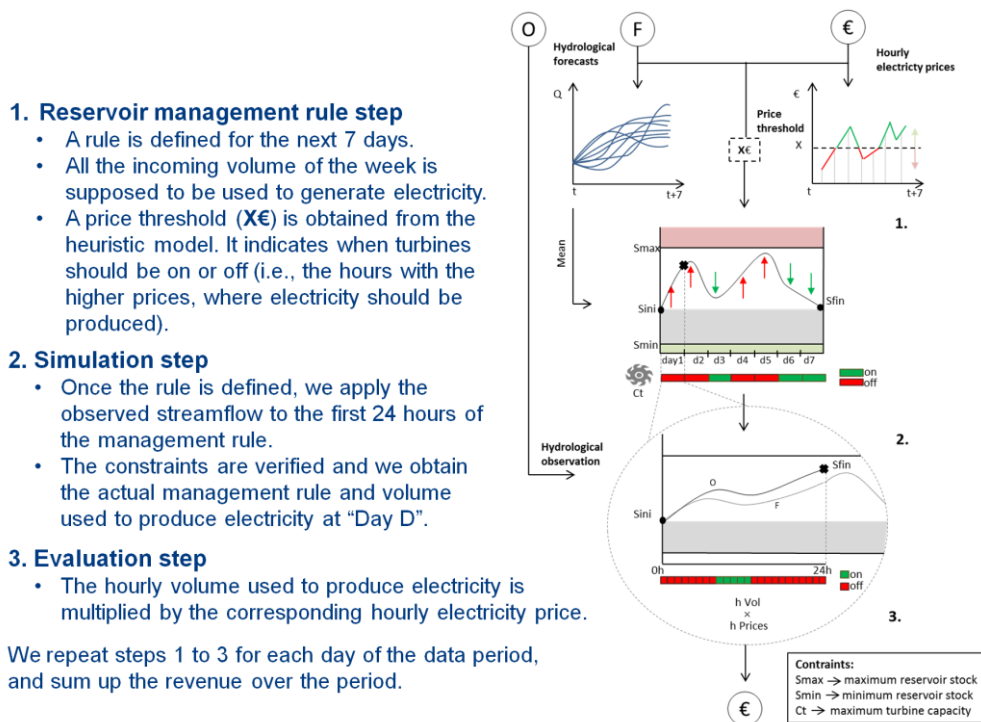 1. Reservoir management rule step
• A rule is defined for the next 7 days.
• All the incoming volume of the week is
supposed to be used to generate electricity.
• A price threshold (X€) is obtained from the
heuristic model. It indicates when turbines
should be on or off (i.e., the hours with the
higher prices, where electricity should be
produced).
2. Simulation step
• Once the rule is defined, we apply the
observed streamflow to the first 24 hours of
the management rule.
• The constraints are verified and we obtain
the actual management rule and volume
used to produce electricity at “Day D”.
3. Evaluation step
• The hourly volume used to produce electricity is
multiplied by the corresponding hourly electricity price.
We repeat steps 1 to 3 for each day of the data period,
and sum up the revenue over the period.
O
F
€
Hydrological
forecasts
Hourly
electricty prices
Q
t
t+7
Price
threshold
X€
€
X
t
t+7
Mean
1.
Smax
Sini
Sfin
Smin
day1 d2 d3 d4 d5 d6 d7
Ct
on
off
Hydrological
observation
2.
Sfin
O
F
Sini
0h
24h
on
off
h Vol
×
h Prices
3.
€
Contraints:
Smax → maximum reservoir stock
Smin → minimum reservoir stock
Ct → maximum turbine capacity